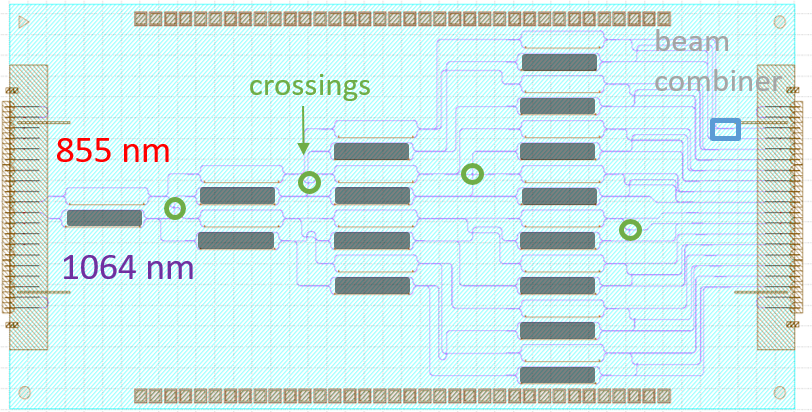 beam
combiner
crossings
855 nm
1064 nm